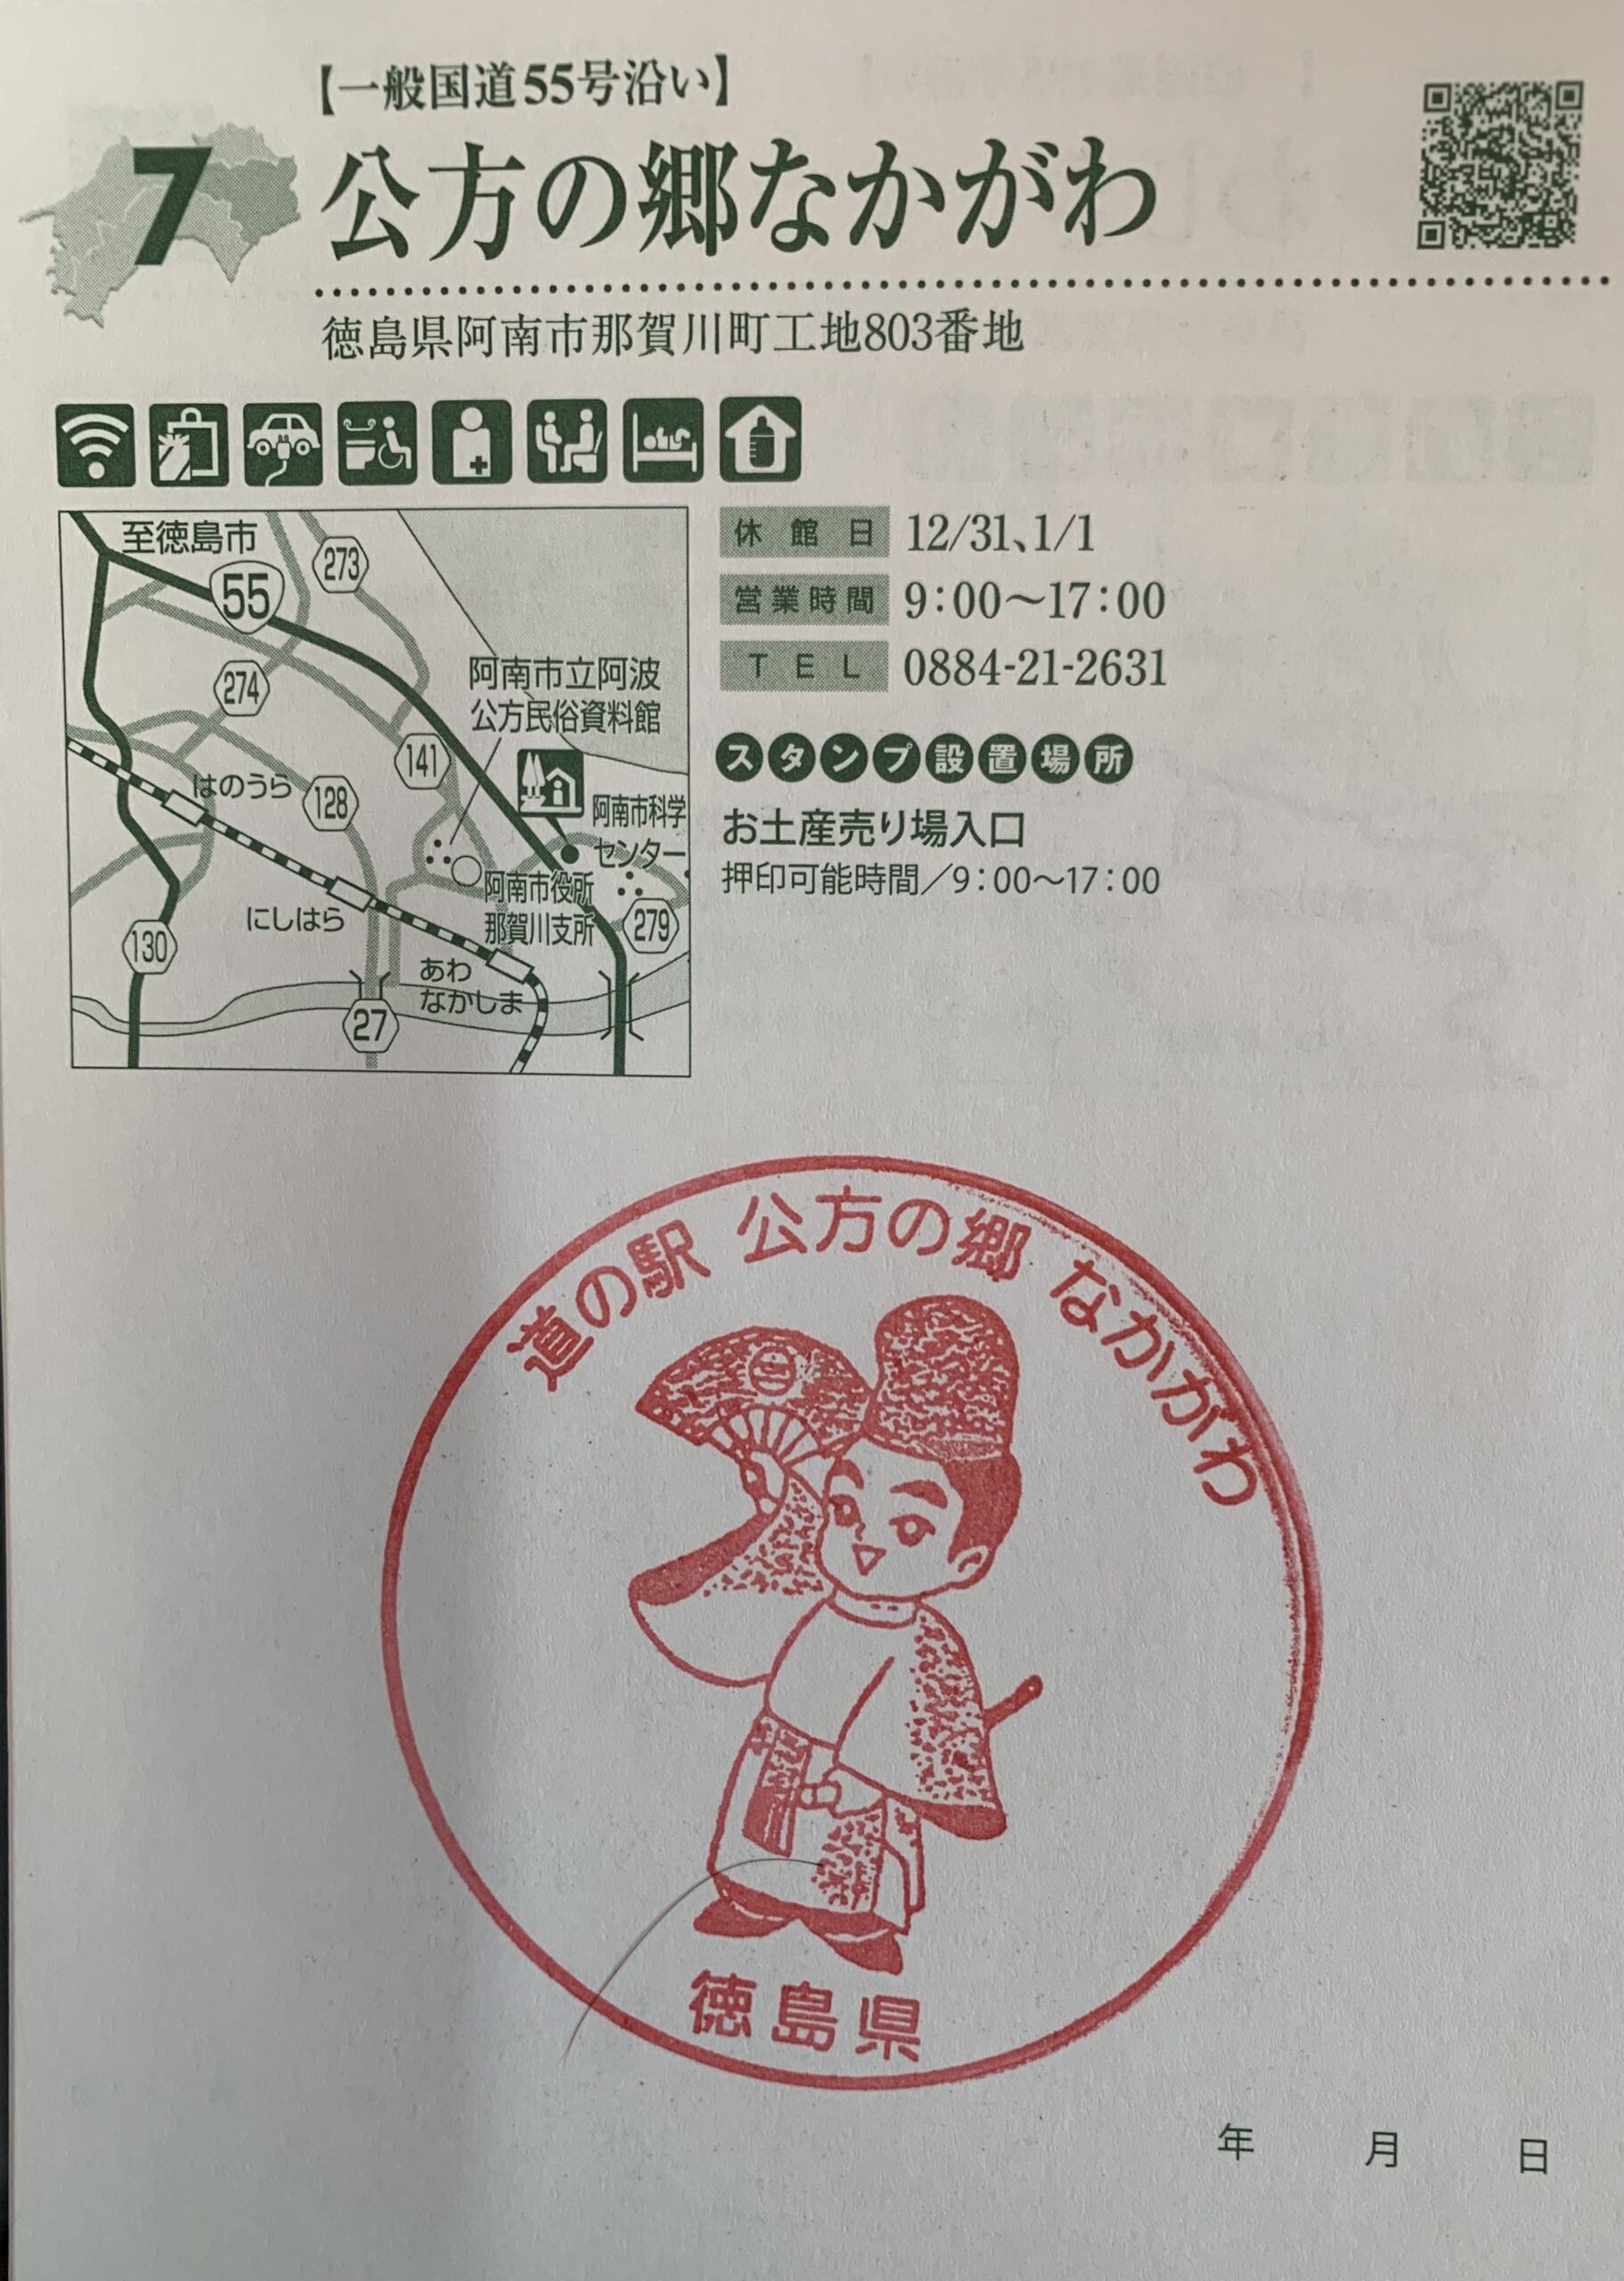 【一般国道55号沿い】
7
公方の郷なかがわ
徳島県阿南市那賀川町工地803番地
至徳島市
55
273
274
阿南市立阿波
公方民俗資料館
141
はのうら
128
阿南市科学
センター
阿南市役所
那賀川支所
279
にしはら
130
あわ
なかしま
27
休館日 12/31、1/1
営業時間 9:00〜17:00
TEL 0884-21-2631
スタンプ設置場所
お土産売り場入口
押印可能時間／9:00〜17:00
道の駅 公方の郷 なかがわ
徳島県
年 月 日